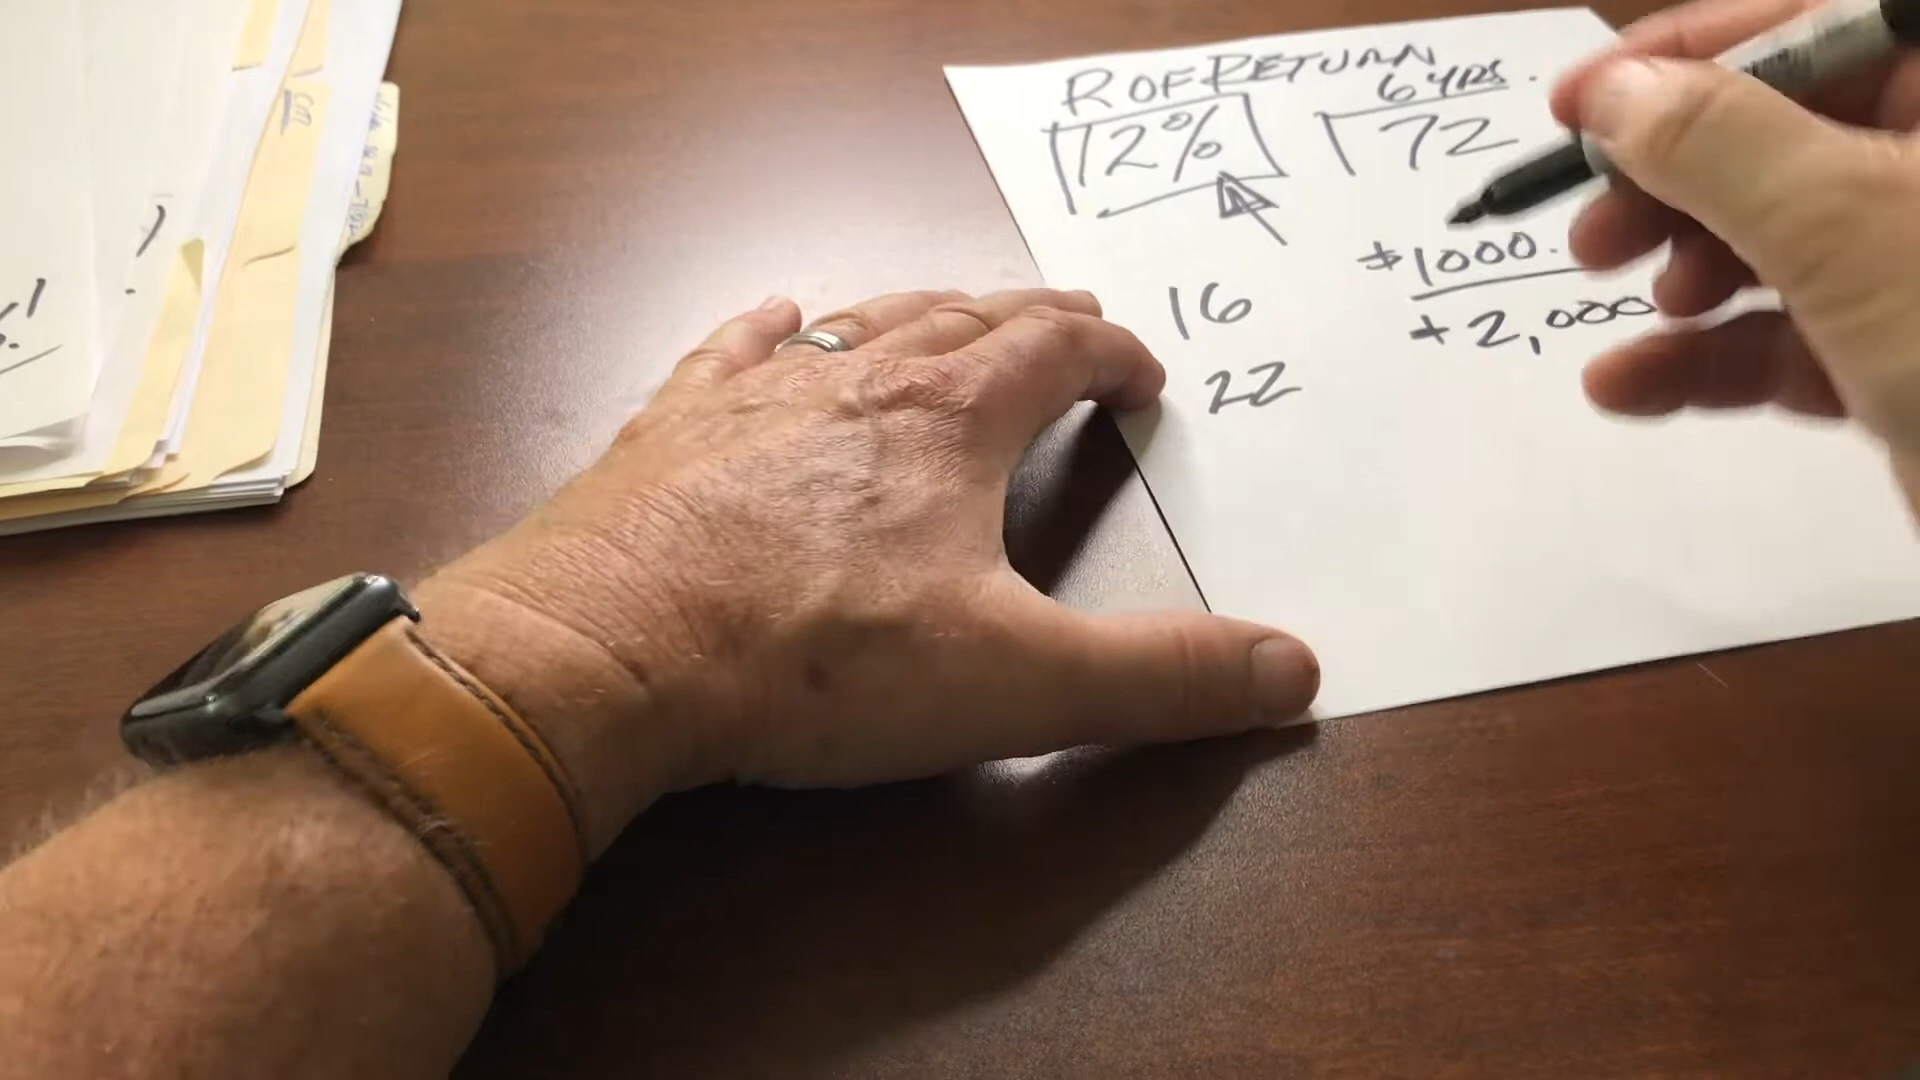 R OF RETURN
6 YRS.
12% 72
$1000.
16
+2,000
22